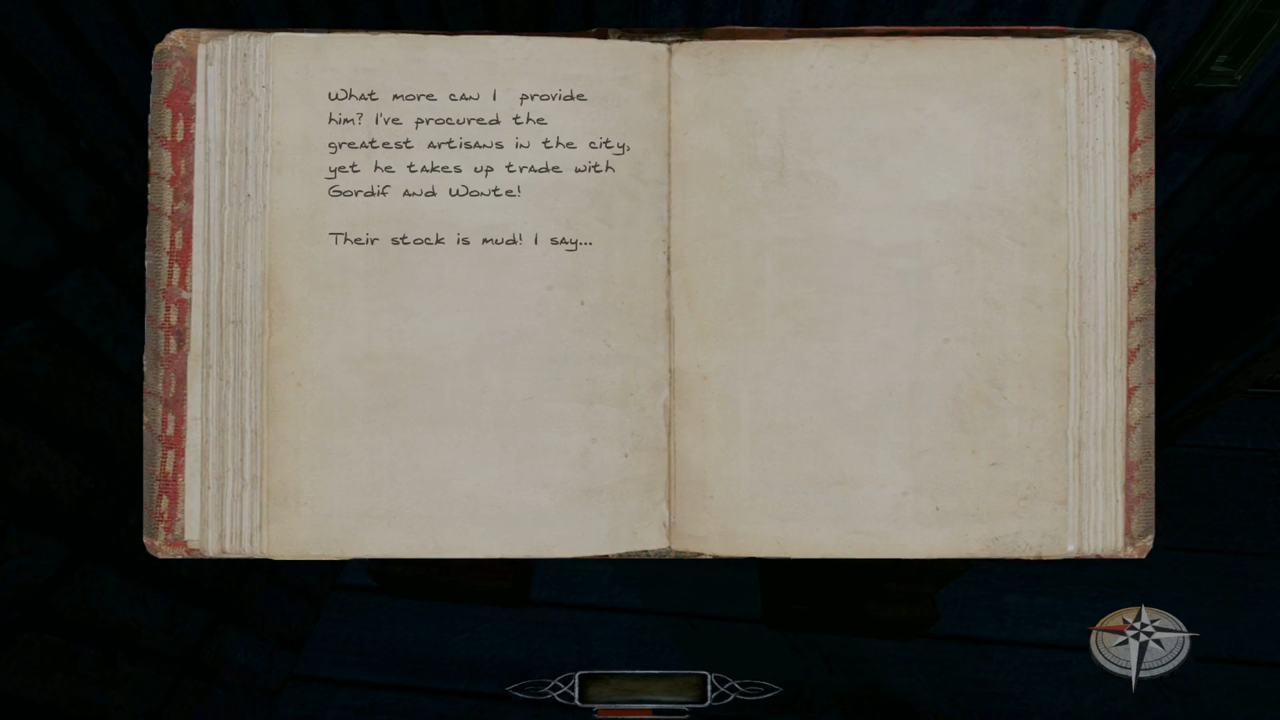 What more can I provide
him? I've procured the
greatest artisans in the city,
yet he takes up trade with
Gordif and Wonte!
Their stock is mud! I say...